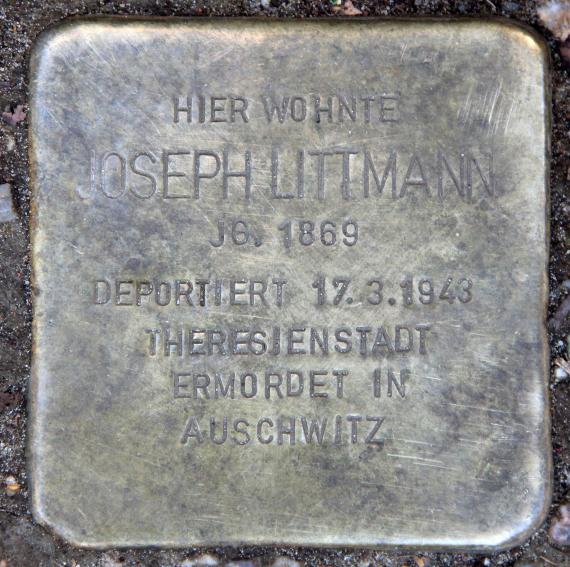 HIER WOHNTE
JOSEPH LITTMANN
JG. 1869
DEPORTIERT 17.3.1943
THERESIENSTADT
ERMORDET IN
AUSCHWITZ